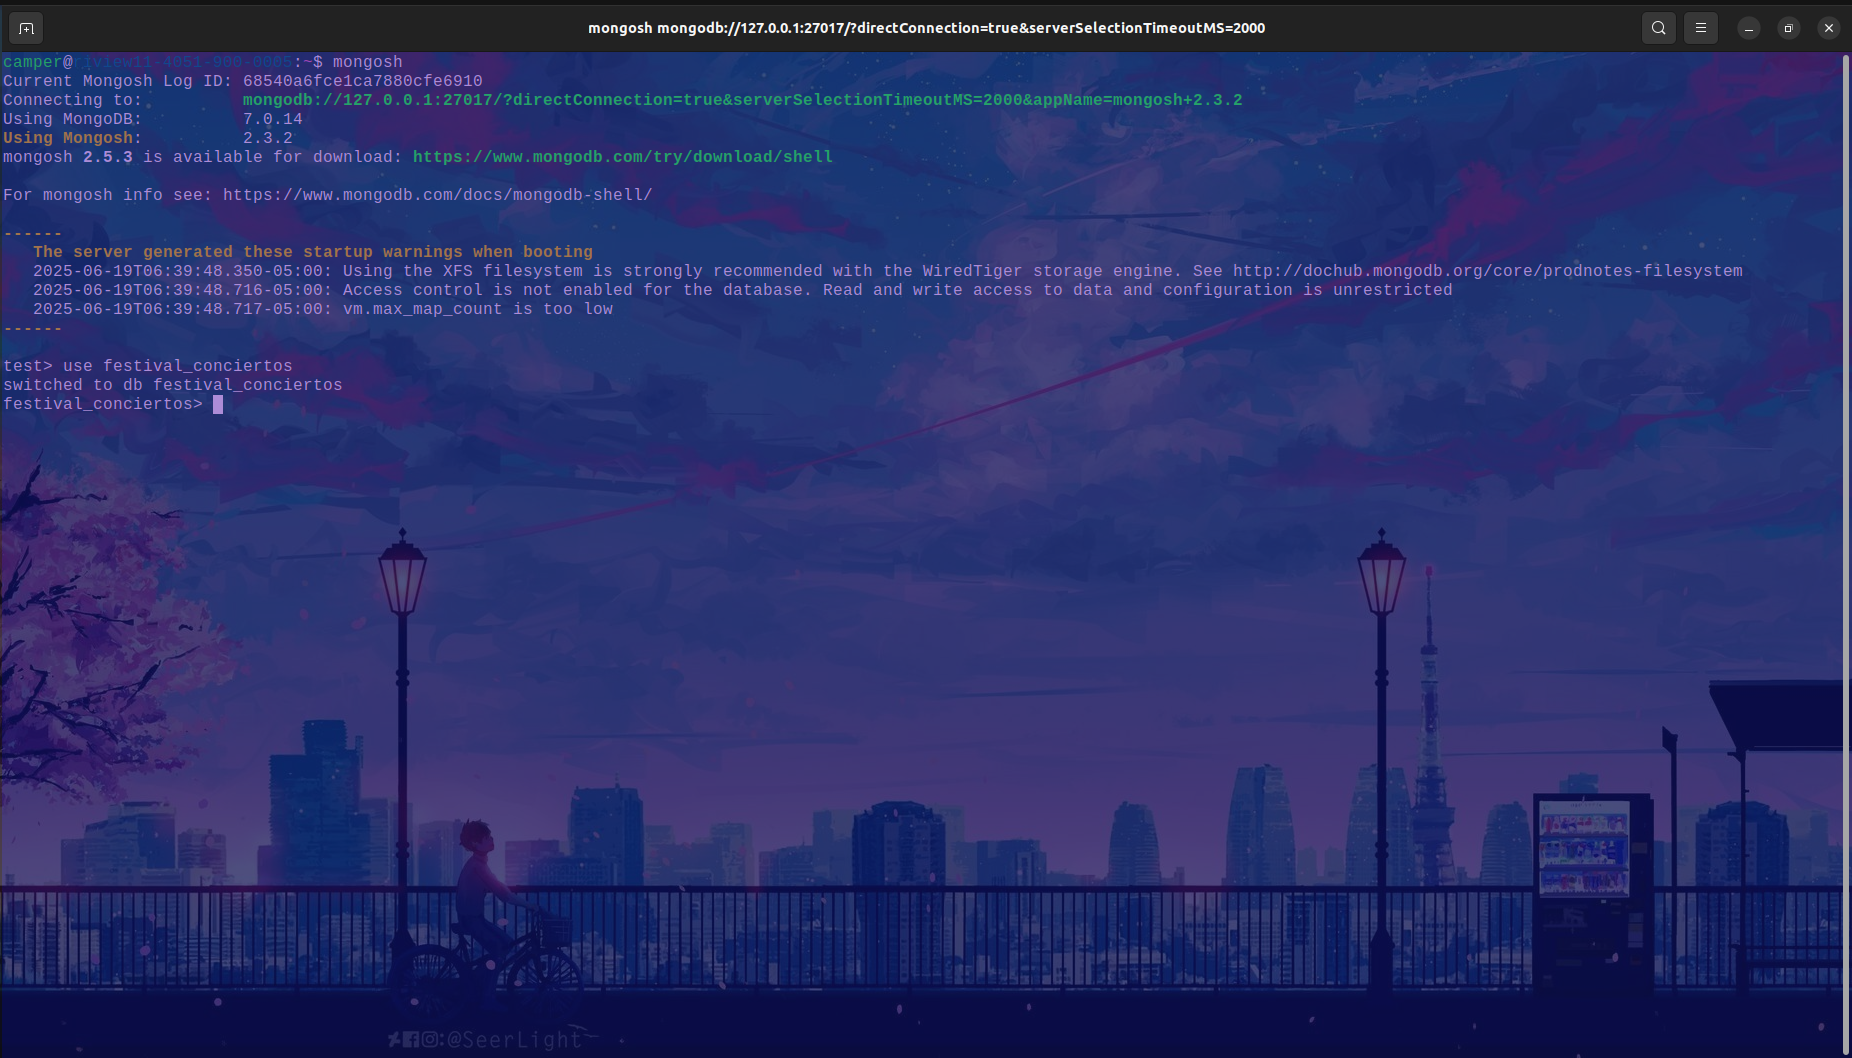 mongosh mongodb://127.0.0.1:27017/?directConnection=true&serverSelectionTimeoutMS=2000
camper@riview11-4051-900-0005:~$ mongosh
Current Mongosh Log ID: 68540a6fce1ca7880cfe6910
Connecting to: mongodb://127.0.0.1:27017/?directConnection=true&serverSelectionTimeoutMS=2000&appName=mongosh+2.3.2
Using MongoDB: 7.0.14
Using Mongosh: 2.3.2
mongosh 2.5.3 is available for download: https://www.mongodb.com/try/download/shell
For mongosh info see: https://www.mongodb.com/docs/mongodb-shell/
------
The server generated these startup warnings when booting
2025-06-19T06:39:48.350-05:00: Using the XFS filesystem is strongly recommended with the WiredTiger storage engine. See http://dochub.mongodb.org/core/prodnotes-filesystem
2025-06-19T06:39:48.716-05:00: Access control is not enabled for the database. Read and write access to data and configuration is unrestricted
2025-06-19T06:39:48.717-05:00: vm.max_map_count is too low
------
test> use festival_conciertos
switched to db festival_conciertos
festival_conciertos>
:@SeerLight